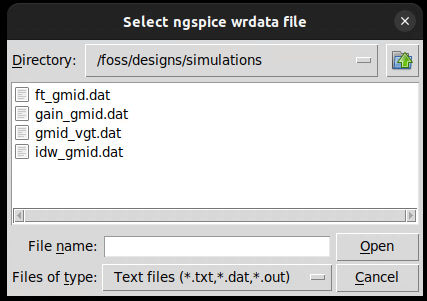 Select ngspice wrdata file
Directory: /foss/designs/simulations
ft_gmid.dat
gain_gmid.dat
gmid_vgt.dat
idw_gmid.dat
File name: Open
Files of type: Text files (*.txt,*.dat,*.out) Cancel